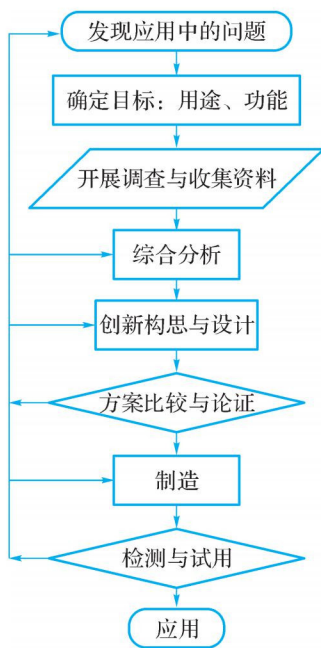 发现应用中的问题
确定目标：用途、功能
开展调查与收集资料
综合分析
创新构思与设计
方案比较与论证
制造
检测与试用
应用